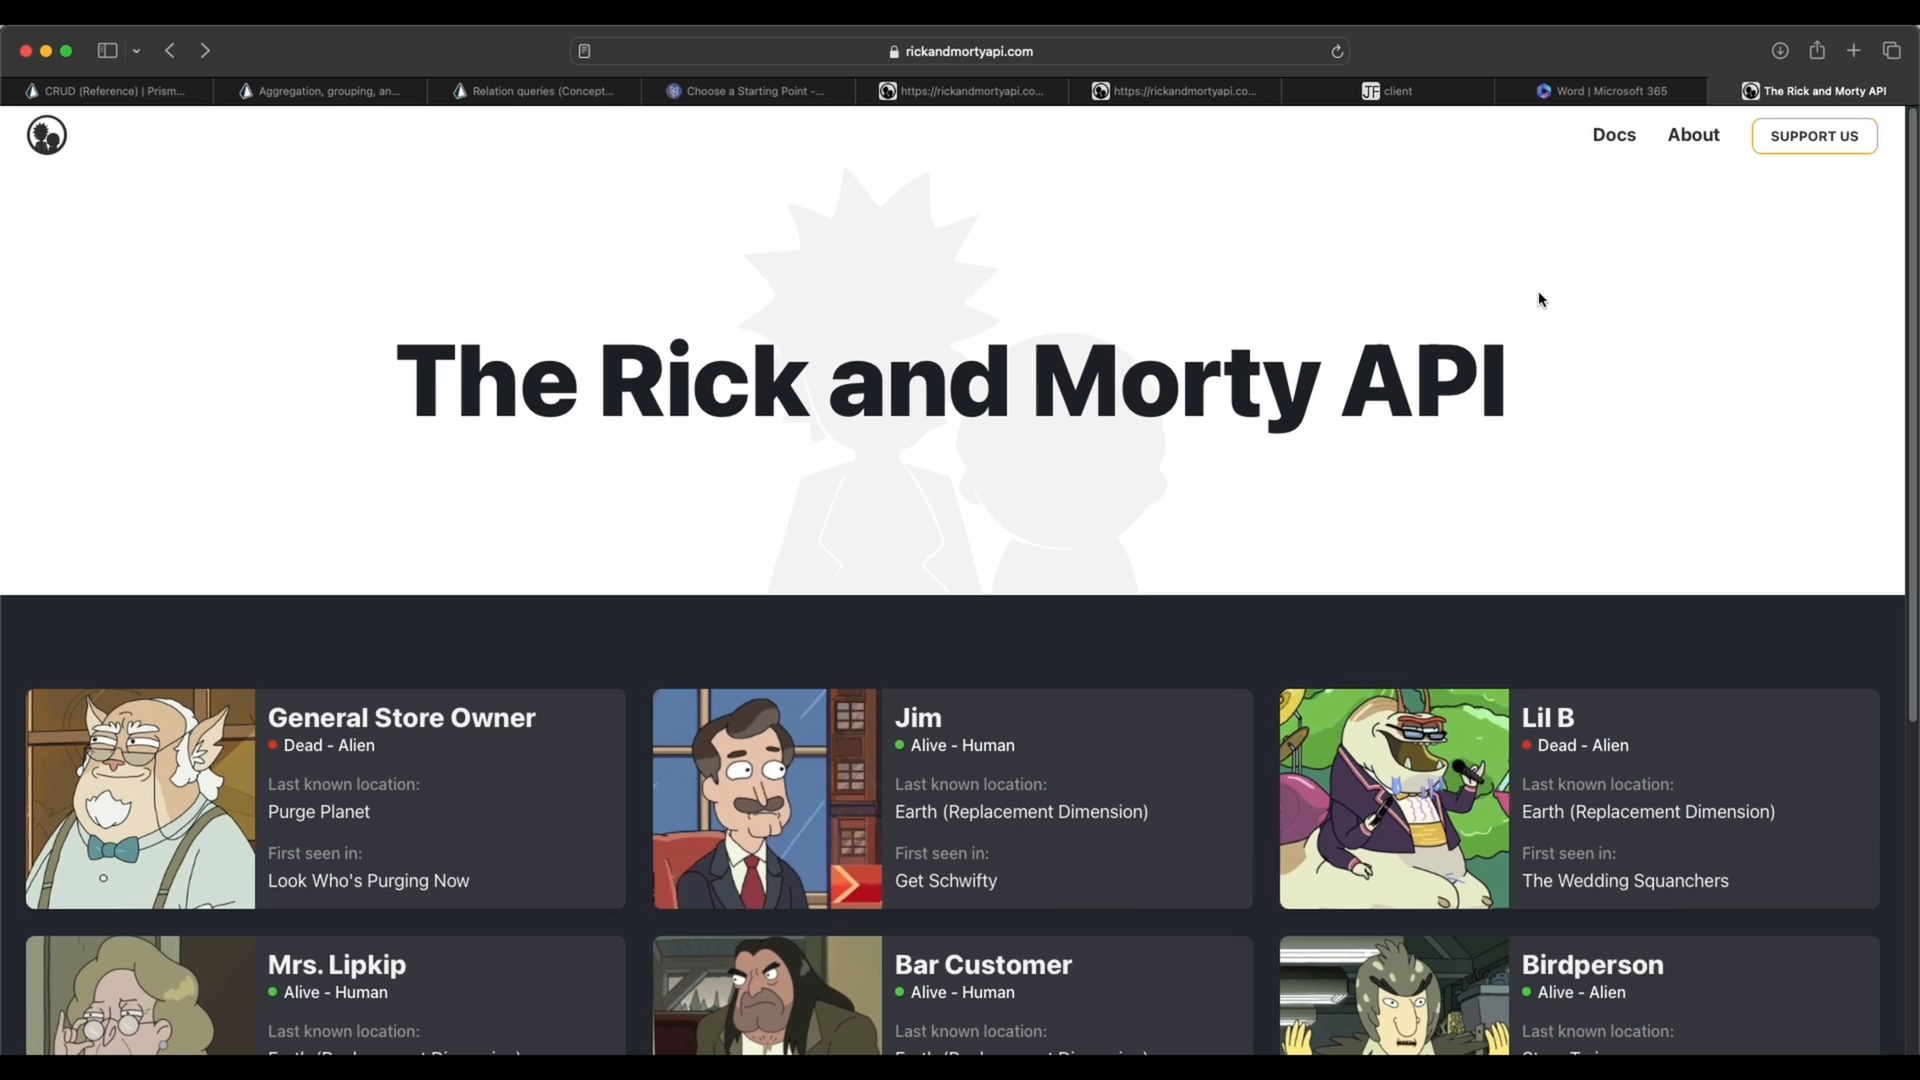 rickandmortyapi.com
CRUD (Reference) | Prism...
Aggregation, grouping, an...
Relation queries (Concept...
Choose a Starting Point -...
https://rickandmortyapi.co...
https://rickandmortyapi.co...
JF client
Word | Microsoft 365
The Rick and Morty API
Docs
About
SUPPORT US
The Rick and Morty API
General Store Owner
Dead - Alien
Last known location:
Purge Planet
First seen in:
Look Who's Purging Now
Jim
Alive - Human
Last known location:
Earth (Replacement Dimension)
First seen in:
Get Schwifty
Lil B
Dead - Alien
Last known location:
Earth (Replacement Dimension)
First seen in:
The Wedding Squanchers
Mrs. Lipkip
Alive - Human
Last known location:
Bar Customer
Alive - Human
Last known location:
Birdperson
Alive - Alien
Last known location: